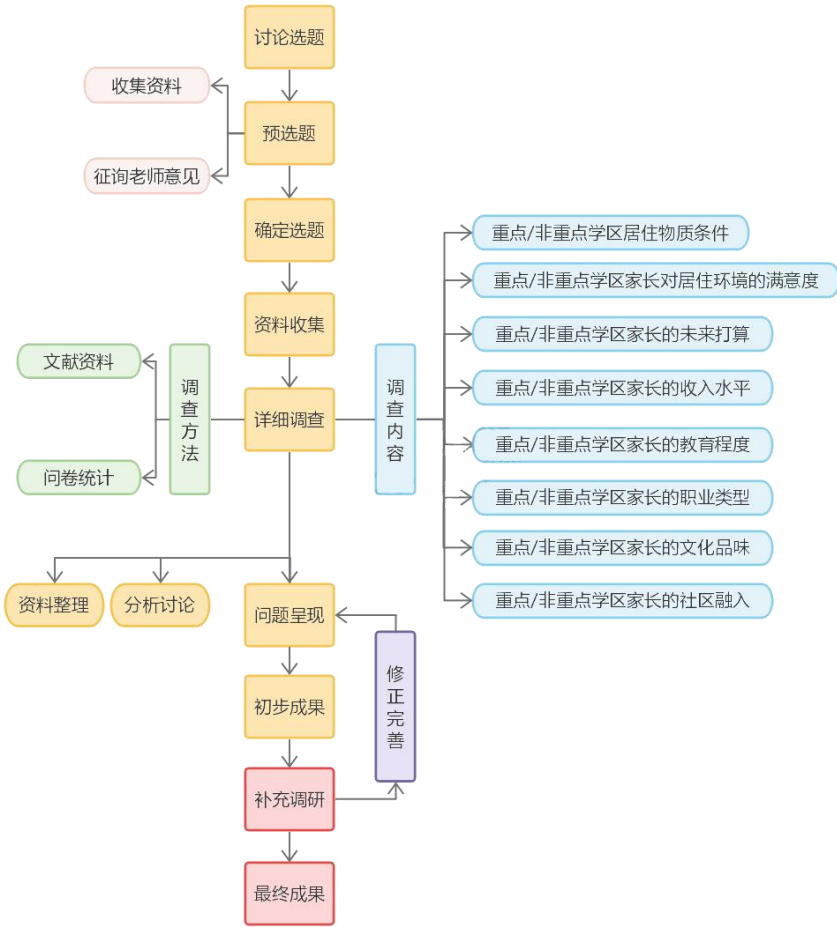 讨论选题
收集资料
预选题
征询老师意见
确定选题
重点/非重点学区居住物质条件
重点/非重点学区家长对居住环境的满意度
资料收集
重点/非重点学区家长的未来打算
文献资料
调查方法
详细调查
调查内容
重点/非重点学区家长的收入水平
重点/非重点学区家长的教育程度
问卷统计
重点/非重点学区家长的职业类型
重点/非重点学区家长的文化品味
重点/非重点学区家长的社区融入
资料整理
分析讨论
问题呈现
修正完善
初步成果
补充调研
最终成果